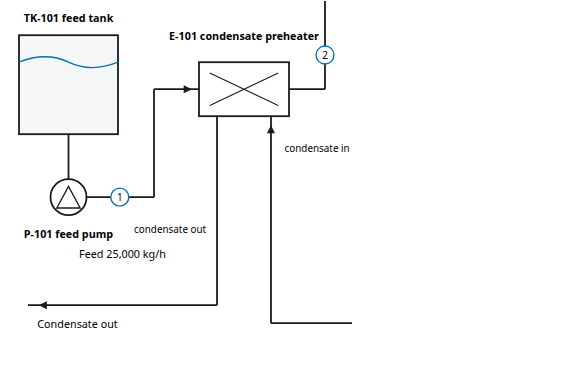 TK-101 feed tank
E-101 condensate preheater
2
condensate in
1
condensate out
P-101 feed pump
Feed 25,000 kg/h
Condensate out